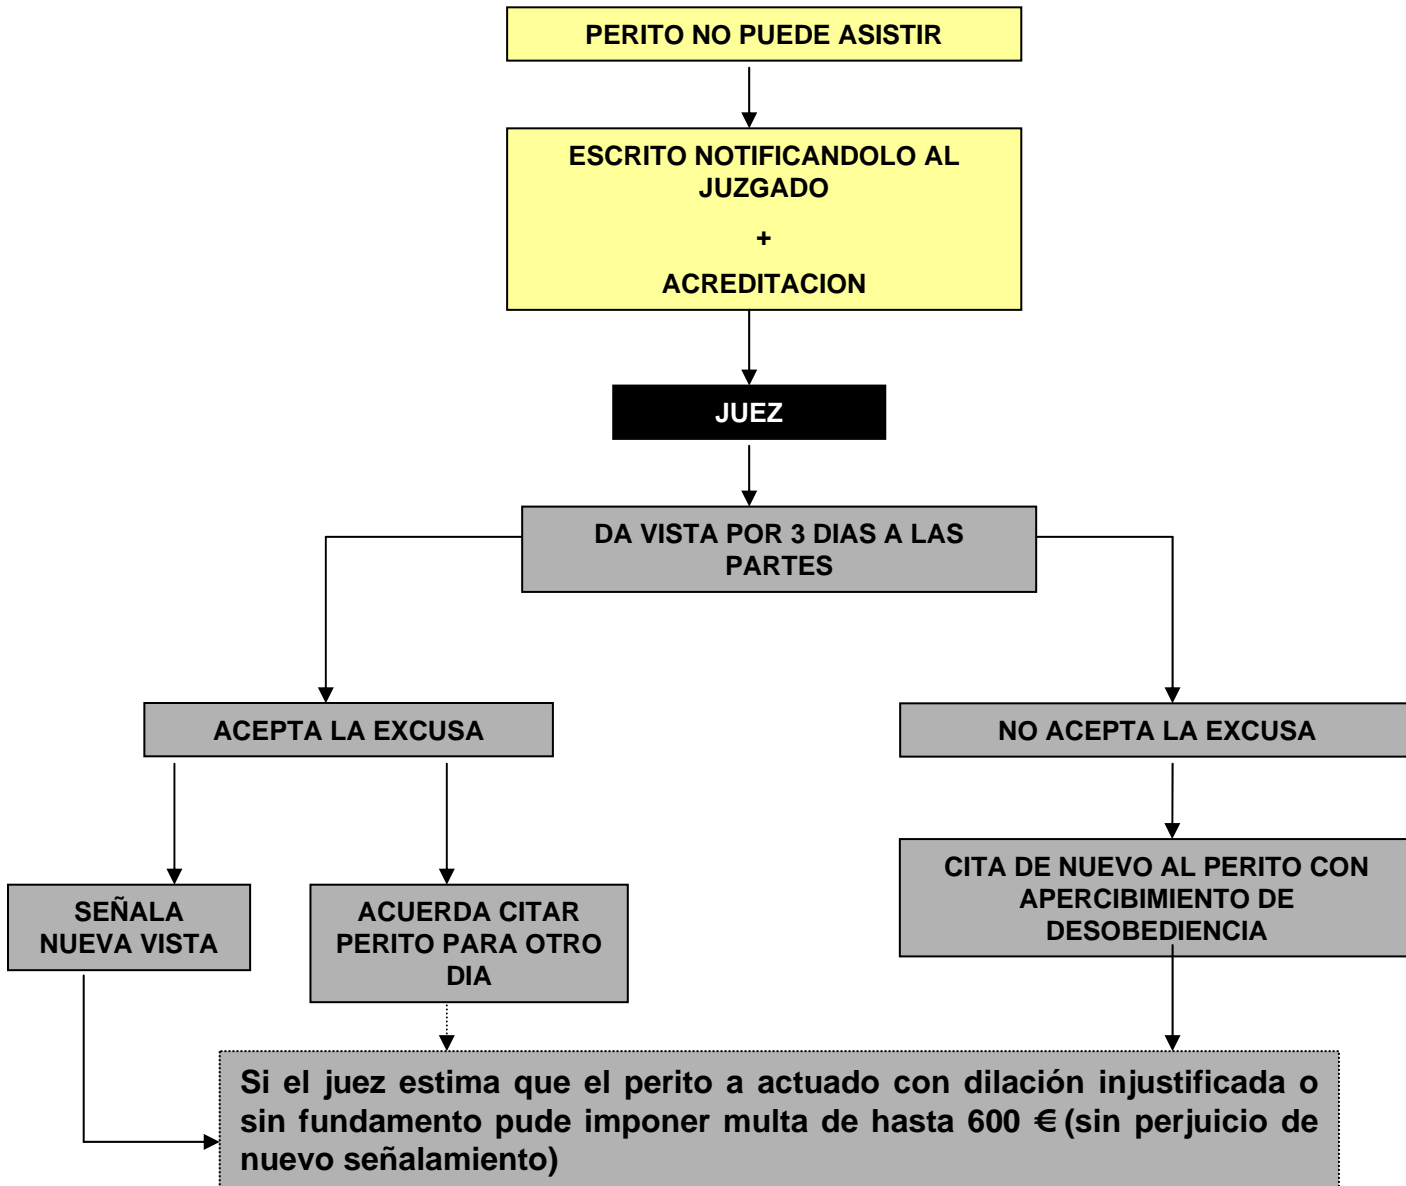 PERITO NO PUEDE ASISTIR
ESCRITO NOTIFICANDOLO AL
JUZGADO
+
ACREDITACION
JUEZ
DA VISTA POR 3 DIAS A LAS
PARTES
ACEPTA LA EXCUSA
NO ACEPTA LA EXCUSA
SEÑALA
NUEVA VISTA
ACUERDA CITAR
PERITO PARA OTRO
DIA
CITA DE NUEVO AL PERITO CON
APERCIBIMIENTO DE
DESOBEDIENCIA
Si el juez estima que el perito a actuado con dilación injustificada o
sin fundamento pude imponer multa de hasta 600 € (sin perjuicio de
nuevo señalamiento)